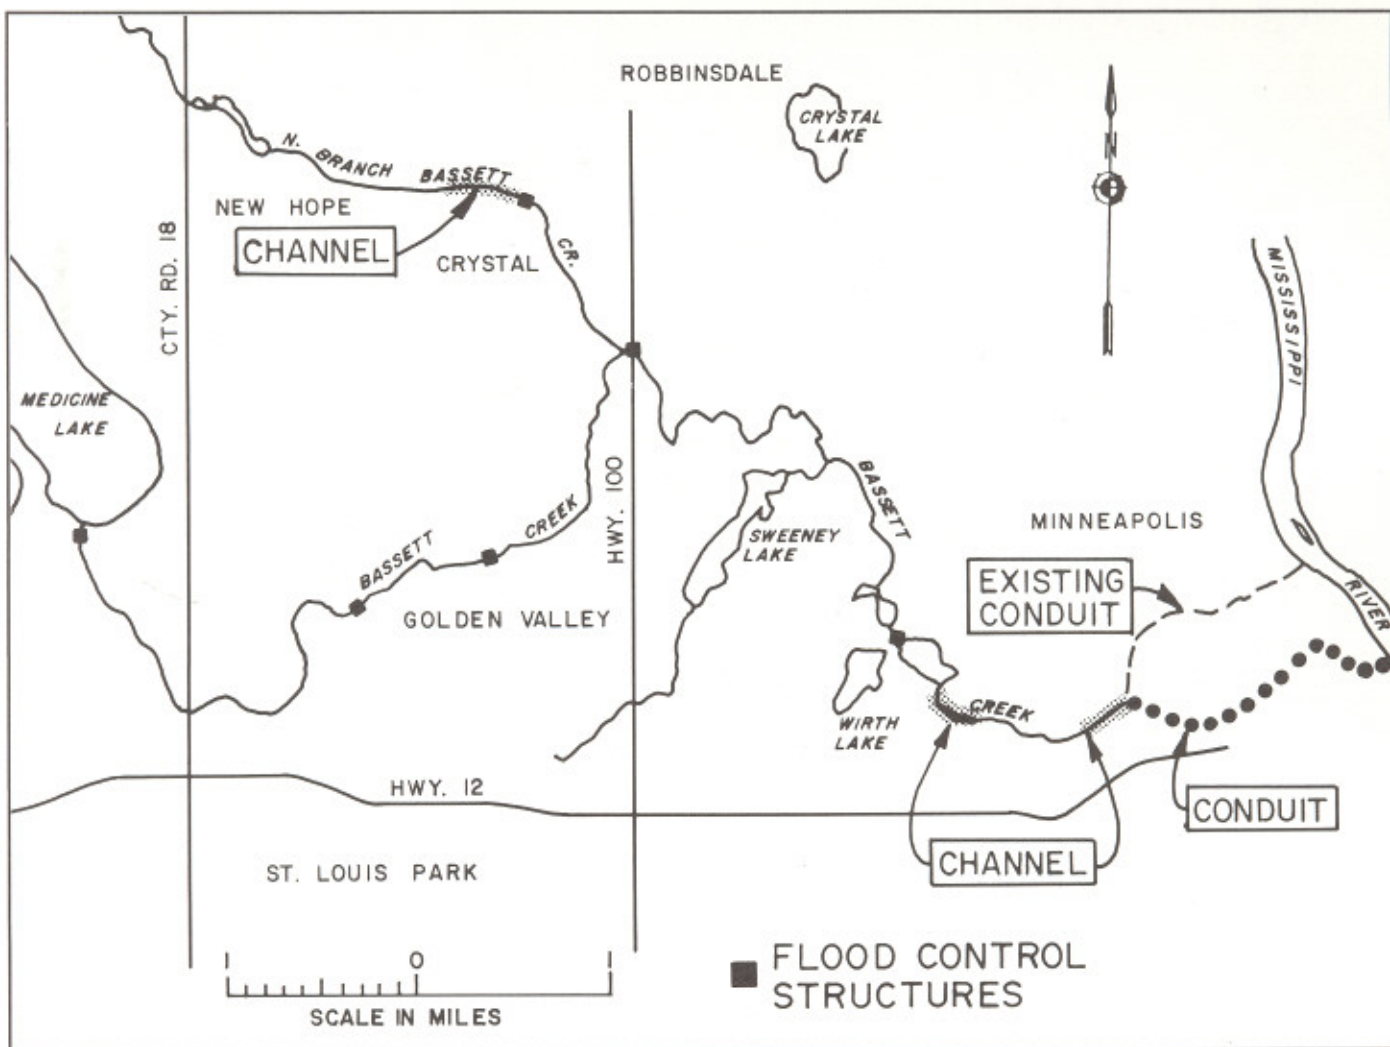 ROBBINSDALE
CRYSTAL
LAKE
N
N. BRANCH BASSETT CR.
NEW HOPE
CHANNEL
CRYSTAL
CTY. RD. 18
MISSISSIPPI RIVER
MEDICINE
LAKE
HWY. 100
BASSETT CREEK
BASSETT CREEK
SWEENEY
LAKE
MINNEAPOLIS
EXISTING
CONDUIT
GOLDEN VALLEY
WIRTH
LAKE
HWY. 12
CONDUIT
CHANNEL
ST. LOUIS PARK
1 0 1
SCALE IN MILES
FLOOD CONTROL
STRUCTURES